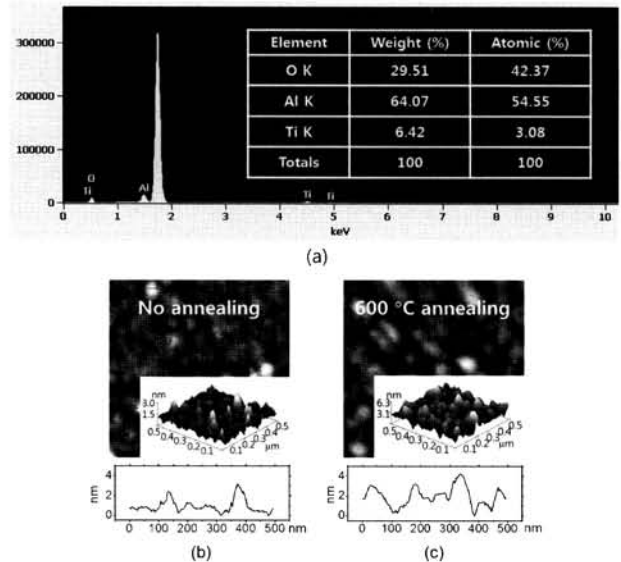 300000
200000
100000
0
Element Weight (%) Atomic (%)
O K 29.51 42.37
Al K 64.07 54.55
Ti K 6.42 3.08
Totals 100 100
O
Ti Al Ti Ti
0 1 2 3 4 5 6 7 8 9 10
keV
(a)
No annealing
nm
3.0
1.5
0.5 0.4 0.3 0.2 0.1 0.1 0.2 0.3 0.4 0.5
μm
4
2
0
nm
0 100 200 300 400 500 nm
(b)
600 °C annealing
nm
6.3
3.1
0.5 0.4 0.3 0.2 0.1 0.1 0.2 0.3 0.4 0.5
μm
4
2
0
nm
0 100 200 300 400 500 nm
(c)